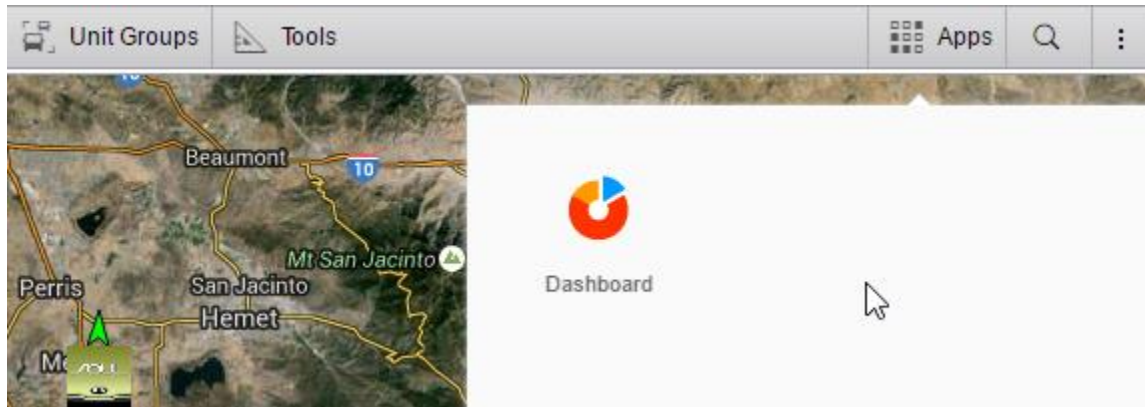 Unit Groups
Tools
Apps
10
Beaumont
10
Mt San Jacinto
Perris
San Jacinto
Hemet
Dashboard